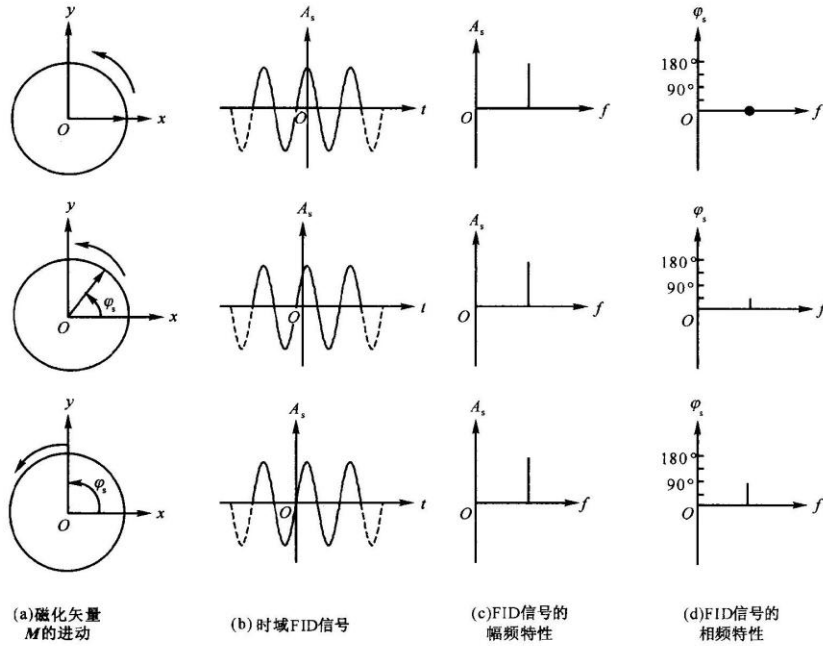 y
O
x
A_s
O
t
A_s
O
f
φ_s
180°
90°
O
f
y
φ_s
O
x
A_s
O
t
A_s
O
f
φ_s
180°
90°
O
f
y
φ_s
O
x
A_s
O
t
A_s
O
f
φ_s
180°
90°
O
f
(a)磁化矢量
M的进动
(b) 时域FID信号
(c)FID信号的
幅频特性
(d)FID信号的
相频特性